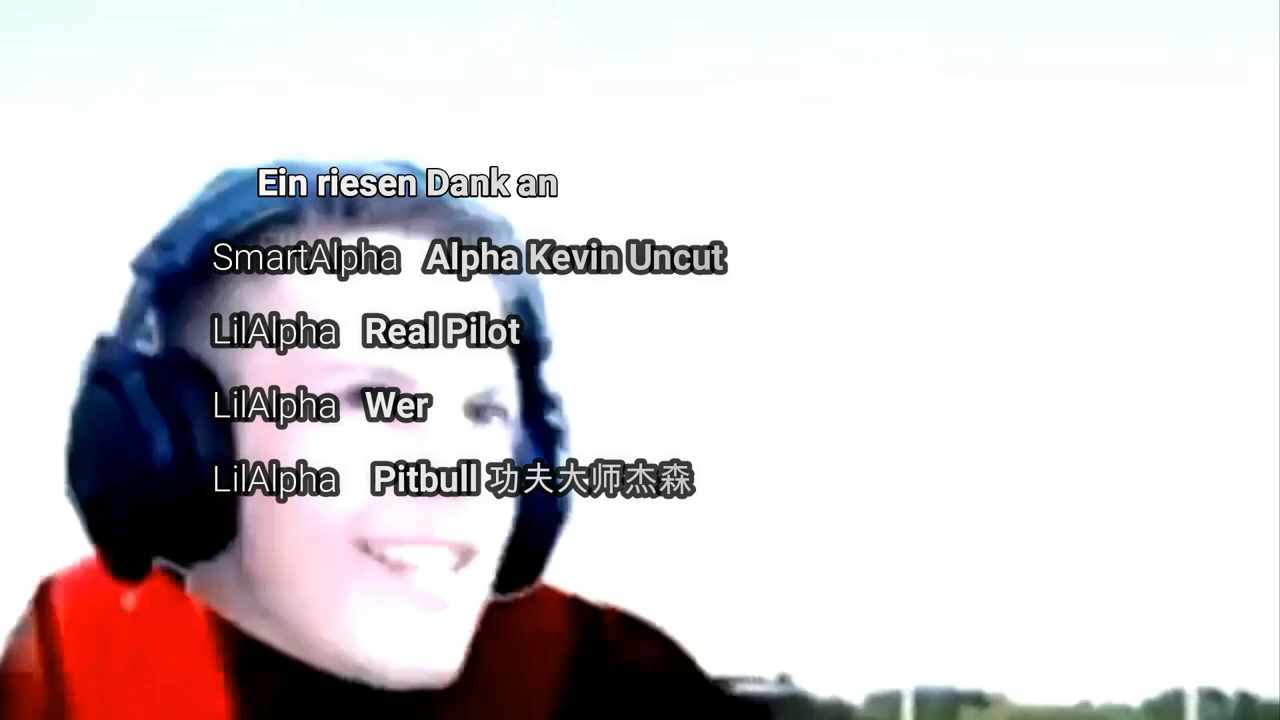 Ein riesen Dank an
SmartAlpha Alpha Kevin Uncut
LilAlpha Real Pilot
LilAlpha Wer
LilAlpha Pitbull 功夫大师杰森